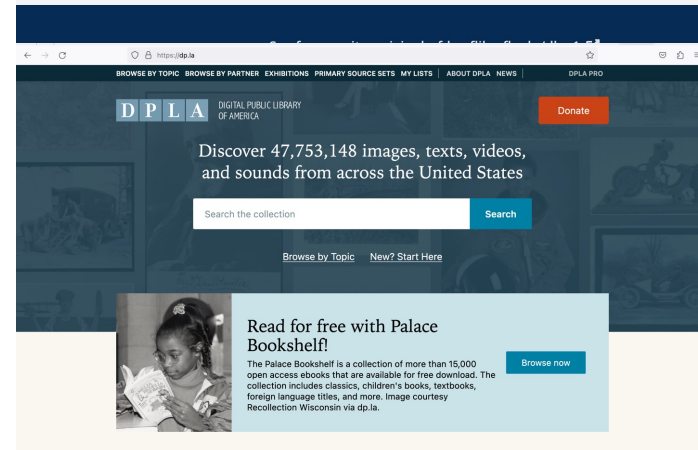 https://dp.la
BROWSE BY TOPIC BROWSE BY PARTNER EXHIBITIONS PRIMARY SOURCE SETS MY LISTS | ABOUT DPLA NEWS | DPLA PRO
D P L A DIGITAL PUBLIC LIBRARY
OF AMERICA
Donate
Discover 47,753,148 images, texts, videos,
and sounds from across the United States
Search the collection Search
Browse by Topic New? Start Here
Read for free with Palace
Bookshelf!
The Palace Bookshelf is a collection of more than 15,000
open access ebooks that are available for free download. The
collection includes classics, children's books, textbooks,
foreign language titles, and more. Image courtesy
Recollection Wisconsin via dp.la.
Browse now